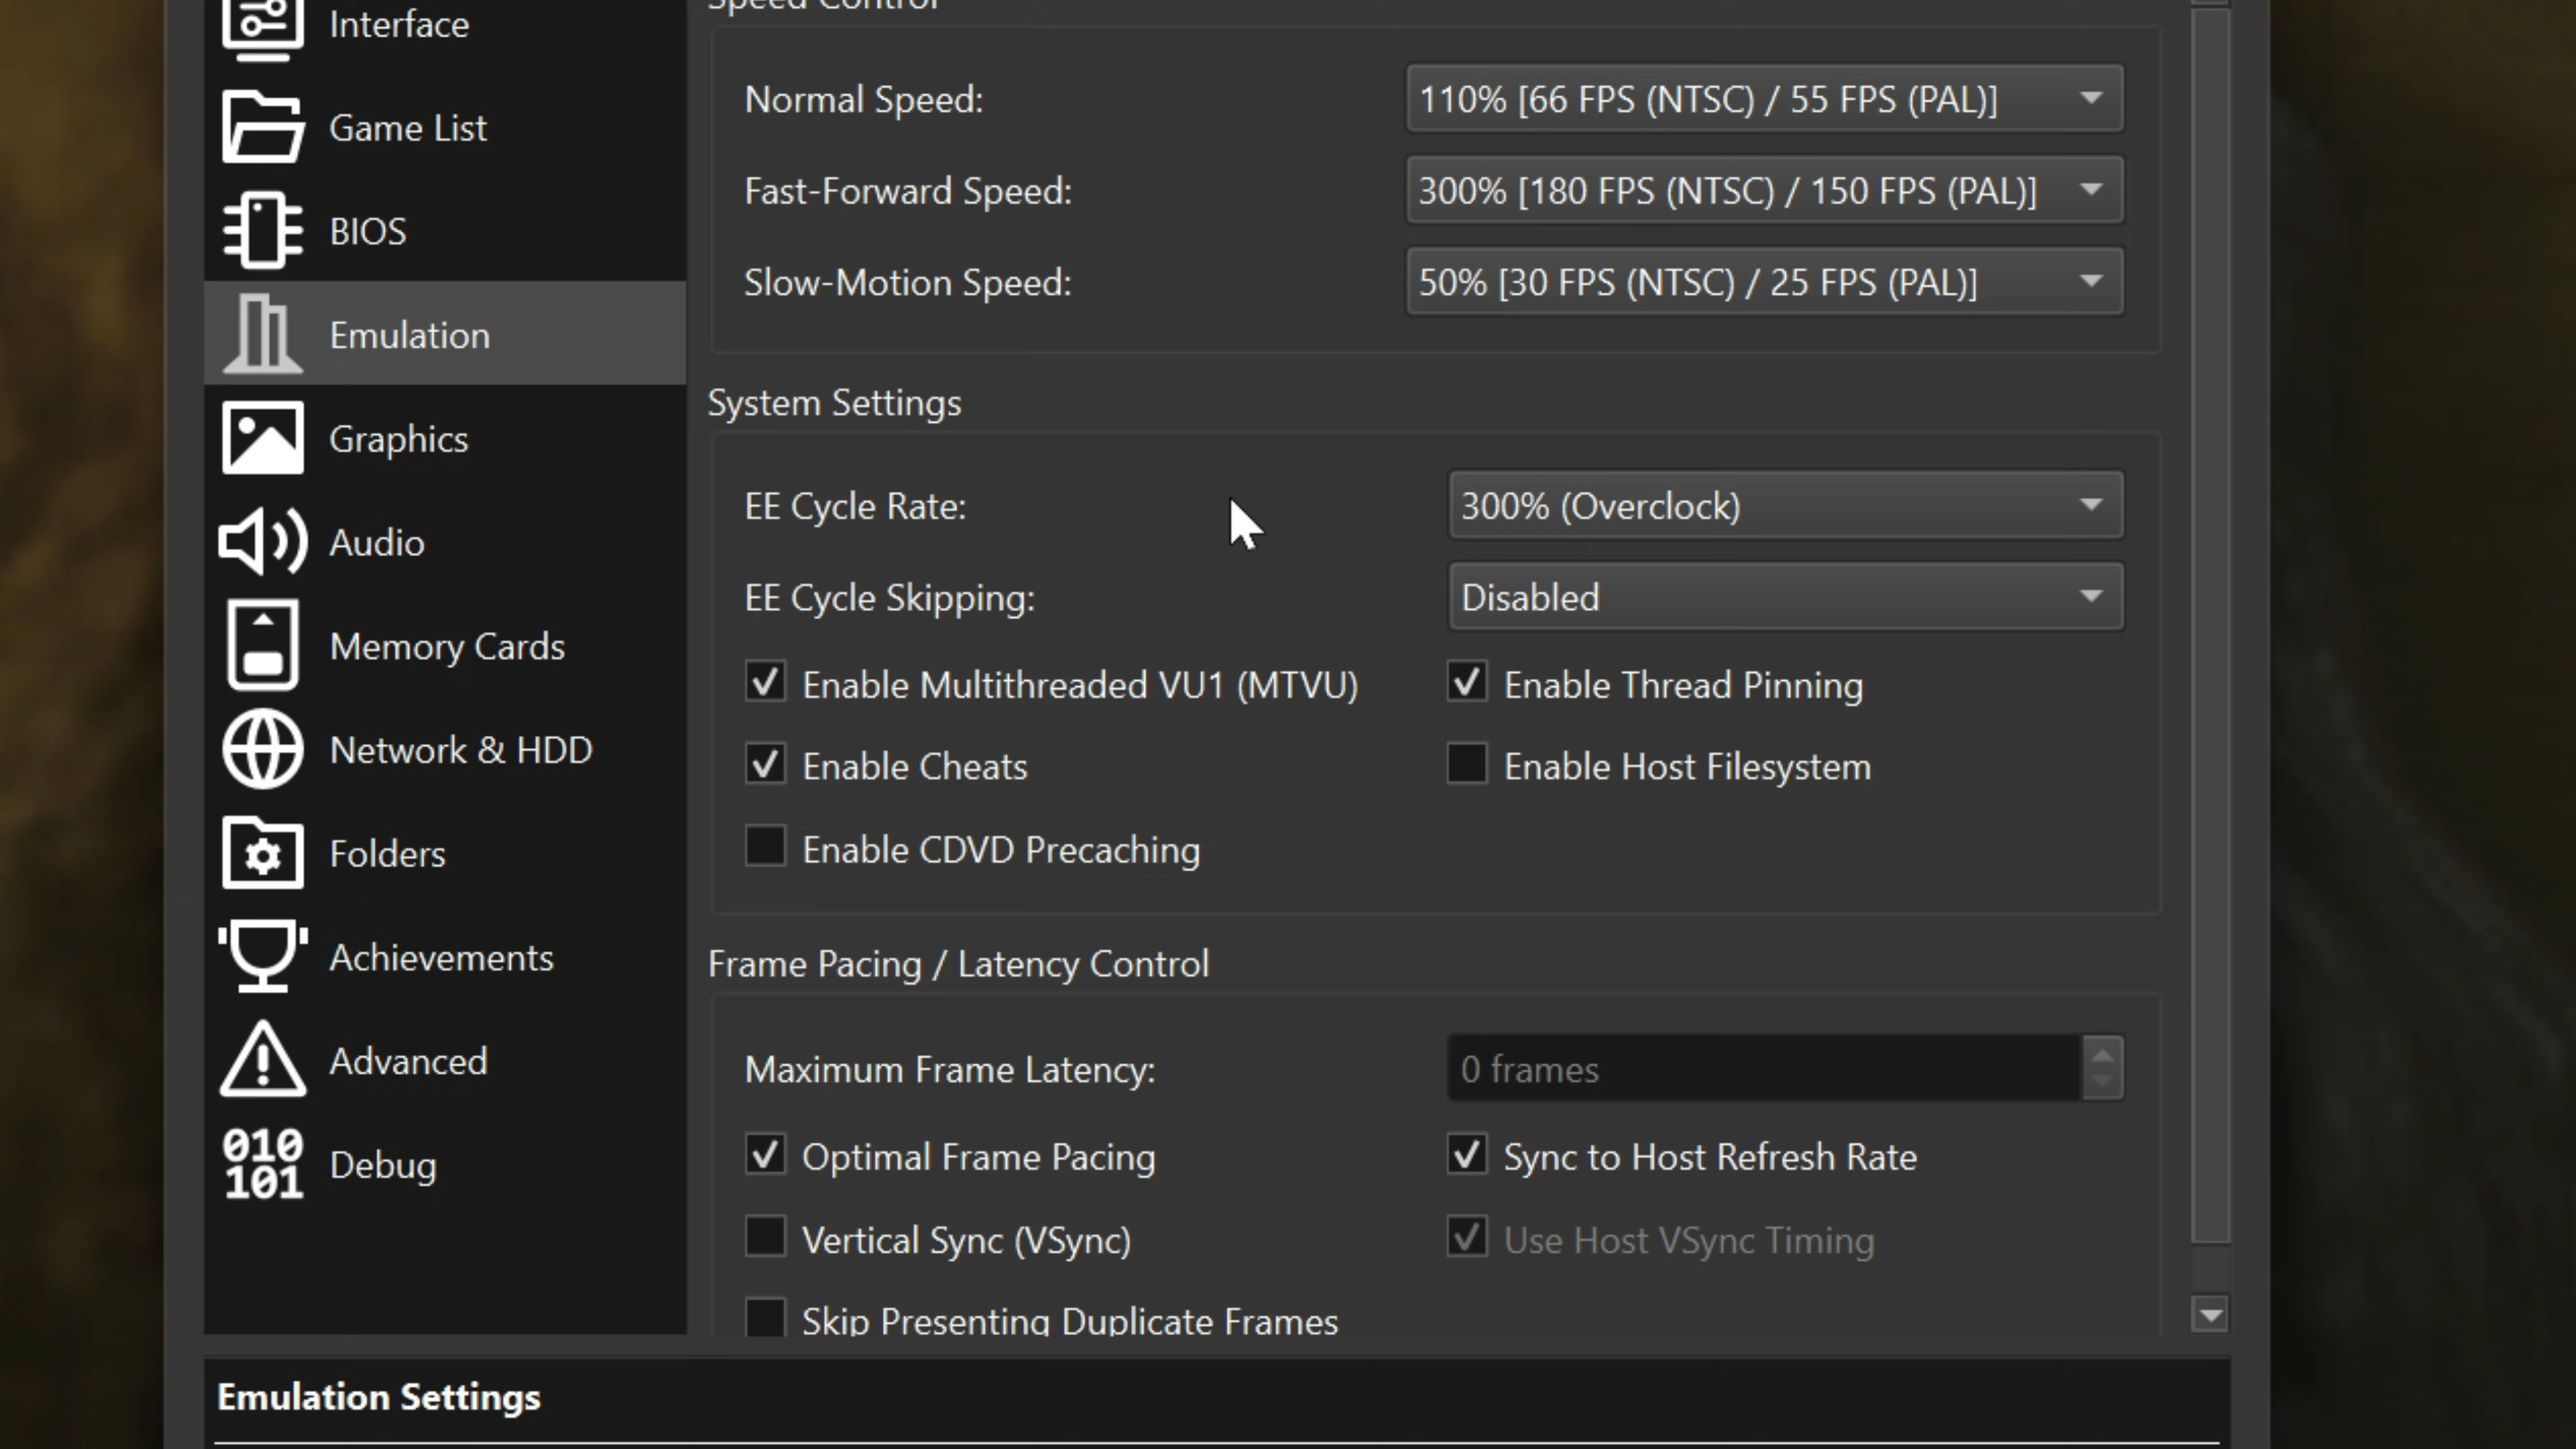 Speed Control
Interface
Normal Speed:
110% [66 FPS (NTSC) / 55 FPS (PAL)]
Game List
Fast-Forward Speed:
300% [180 FPS (NTSC) / 150 FPS (PAL)]
BIOS
Slow-Motion Speed:
50% [30 FPS (NTSC) / 25 FPS (PAL)]
Emulation
System Settings
Graphics
EE Cycle Rate:
300% (Overclock)
Audio
EE Cycle Skipping:
Disabled
Memory Cards
Enable Multithreaded VU1 (MTVU)
Enable Thread Pinning
Network & HDD
Enable Cheats
Enable Host Filesystem
Folders
Enable CDVD Precaching
Achievements
Frame Pacing / Latency Control
Advanced
Maximum Frame Latency:
0 frames
010
101
Debug
Optimal Frame Pacing
Sync to Host Refresh Rate
Vertical Sync (VSync)
Use Host VSync Timing
Skip Presenting Duplicate Frames
Emulation Settings